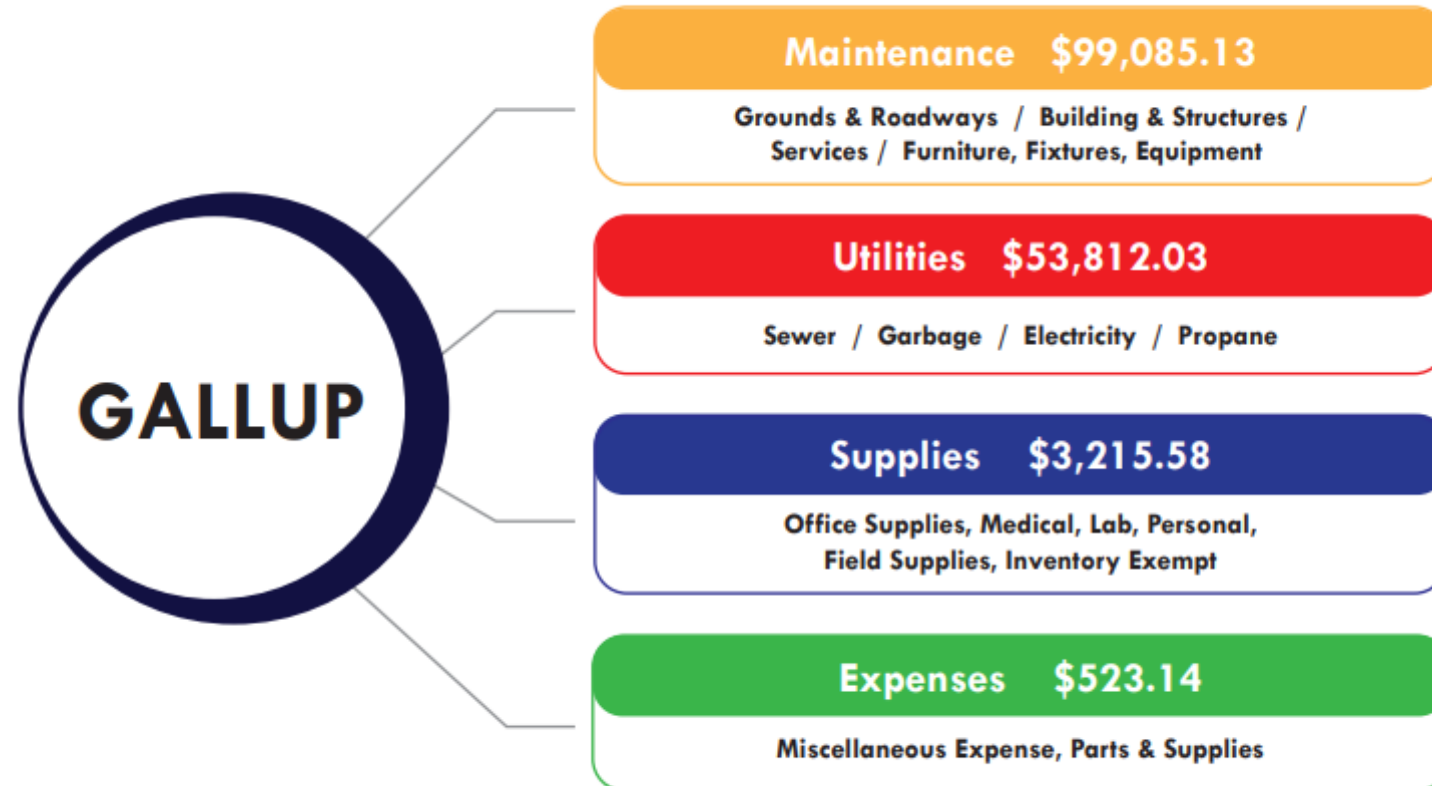 GALLUP
Maintenance $99,085.13
Grounds & Roadways / Building & Structures /
Services / Furniture, Fixtures, Equipment
Utilities $53,812.03
Sewer / Garbage / Electricity / Propane
Supplies $3,215.58
Office Supplies, Medical, Lab, Personal,
Field Supplies, Inventory Exempt
Expenses $523.14
Miscellaneous Expense, Parts & Supplies